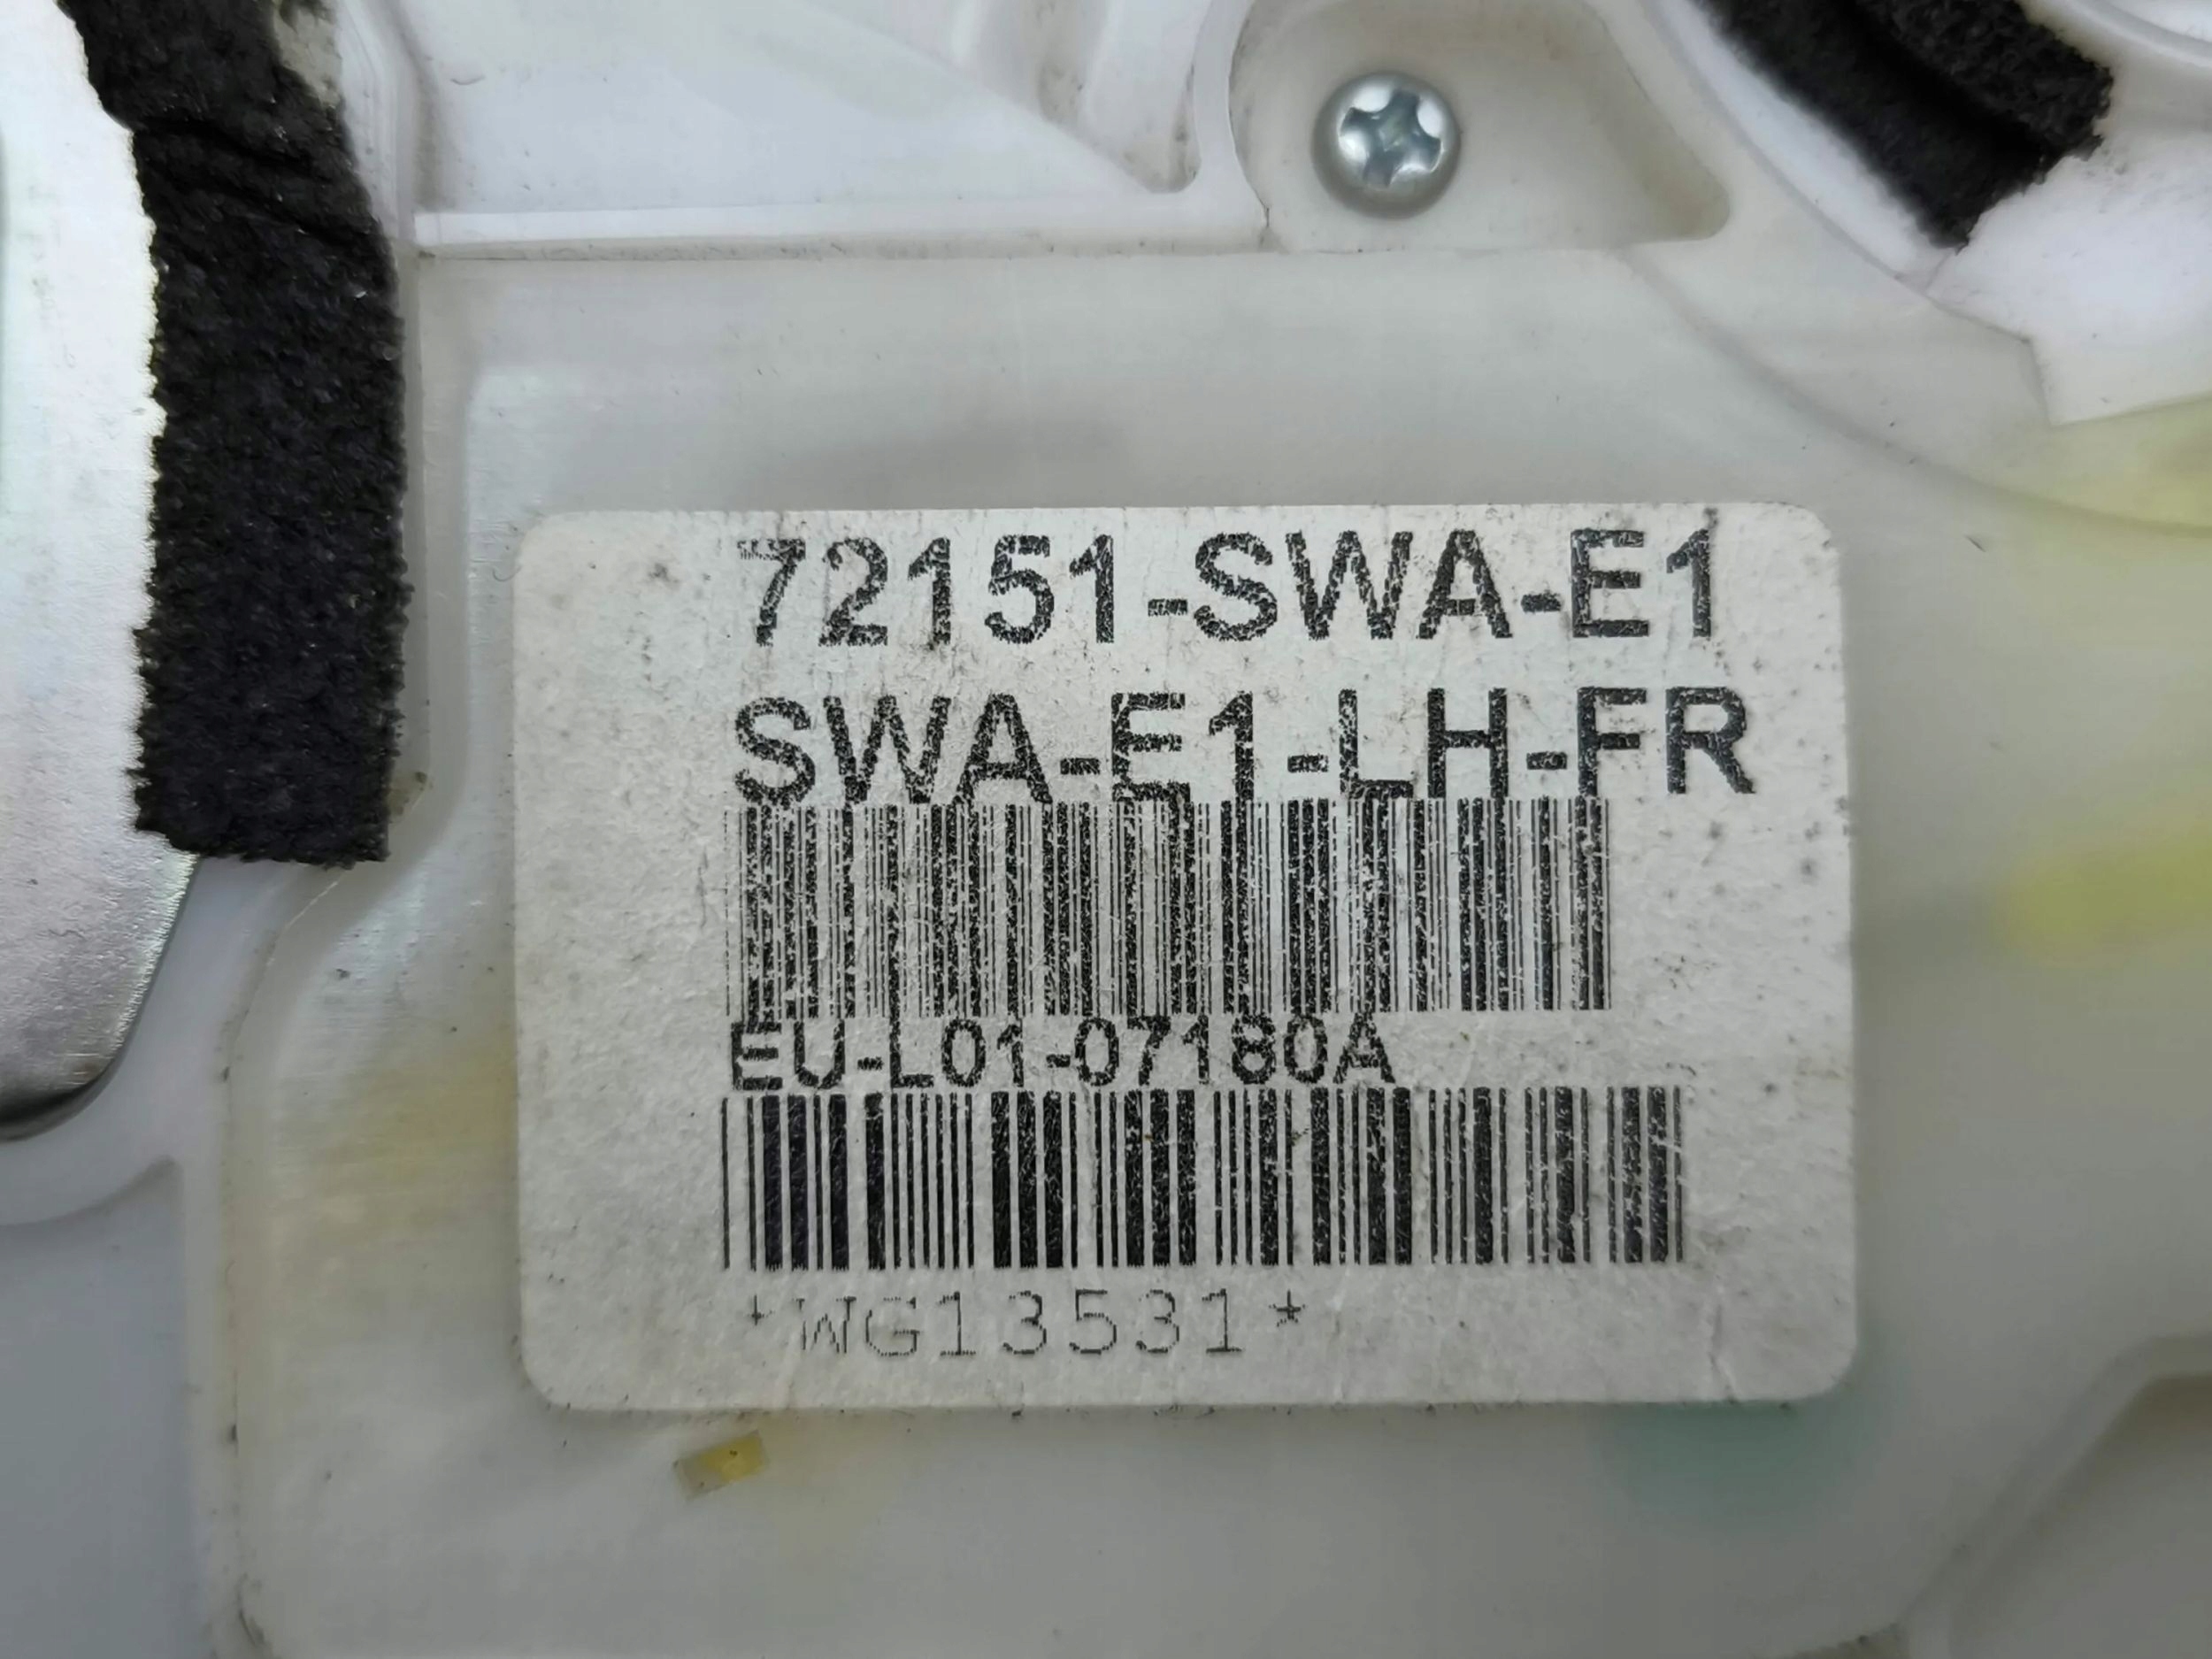 72151-SWA-E1
SWA-E1-LH-FR
EU-L01-07180A
*WG13531*